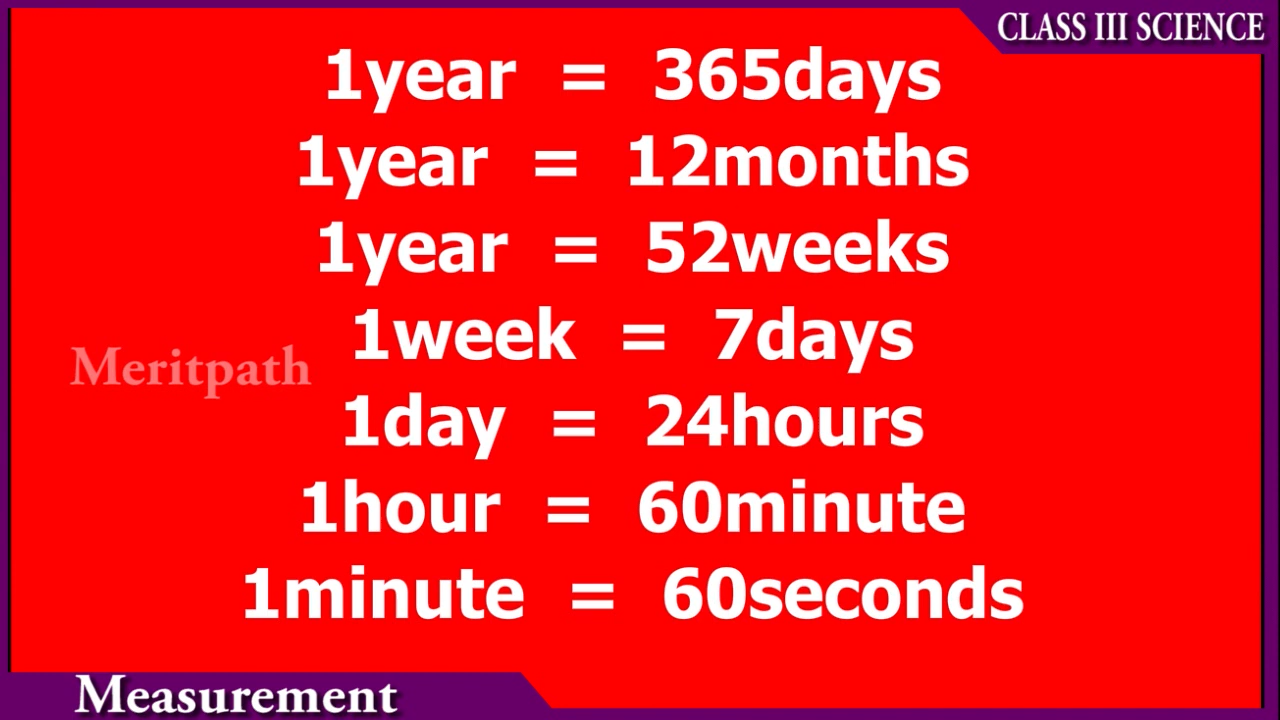 CLASS III SCIENCE
1year = 365days
1year = 12months
1year = 52weeks
1week = 7days
Meritpath
1day = 24hours
1hour = 60minute
1minute = 60seconds
Measurement